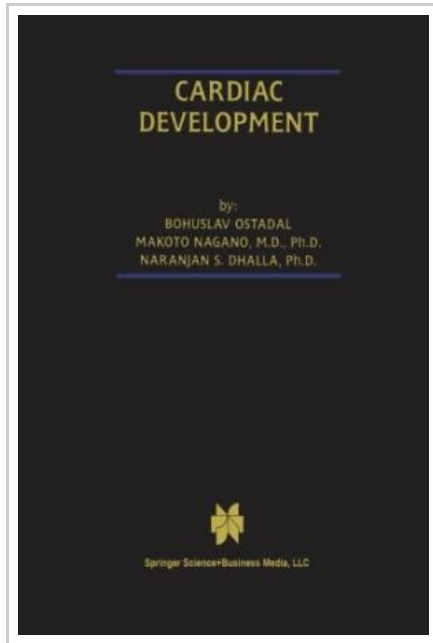 CARDIAC
DEVELOPMENT
by:
BOHUSLAV OSTADAL
MAKOTO NAGANO, M.D., Ph.D.
NARANJAN S. DHALLA, Ph.D.
Springer Science+Business Media, LLC